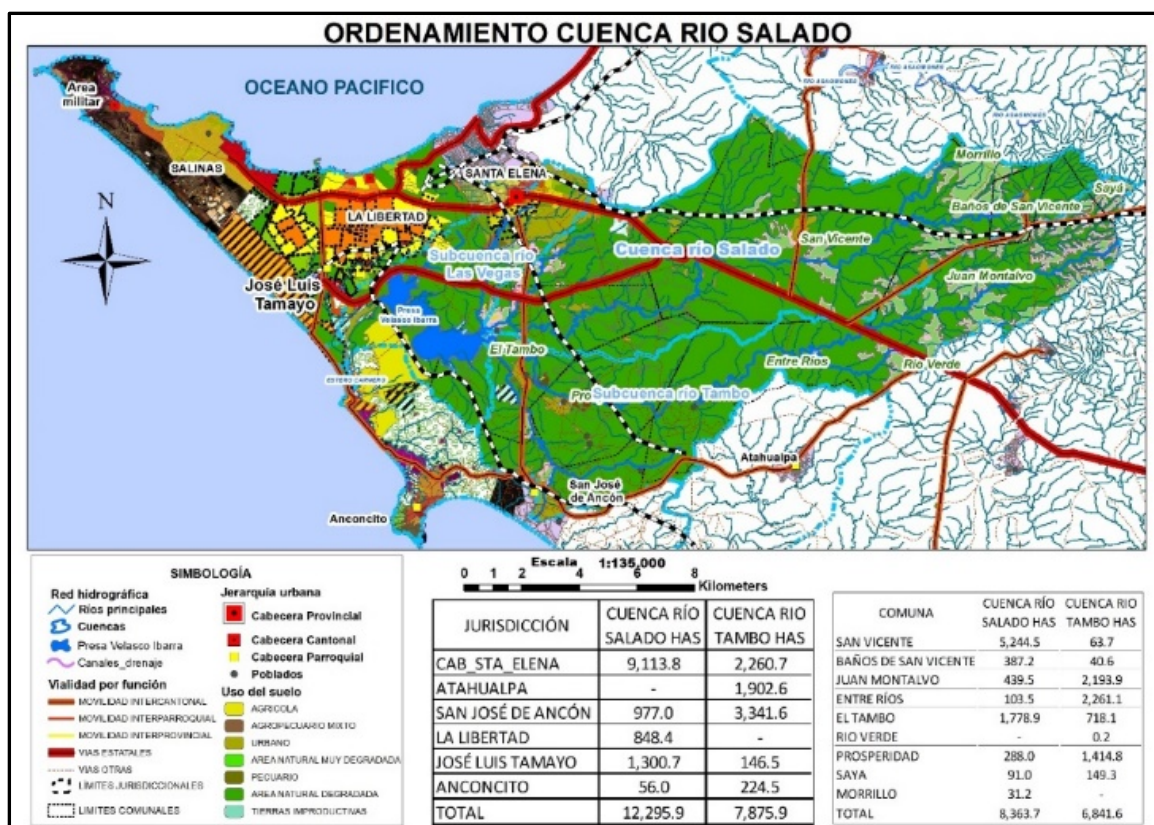 ORDENAMIENTO CUENCA RIO SALADO
OCEANO PACIFICO
Area
militar
SALINAS
SANTA ELENA
LA LIBERTAD
Morrillo
Sayá
Baños de San Vicente
San Vicente
Cuenca río Salado
Subcuenca río
Las Vegas
Juan Montalvo
N
José Luis
Tamayo
Presa
Velasco Ibarra
El Tambo
Entre Ríos
Río Verde
ESTERO CARNERO
Pro
Subcuenca río Tambo
Atahualpa
San José
de Ancón
Anconcito
SIMBOLOGÍA
Red hidrográfica
Ríos principales
Cuencas
Presa Velasco Ibarra
Canales_drenaje
Vialidad por función
MOVILIDAD INTERCANTONAL
MOVILIDAD INTERPARROQUIAL
MOVILIDAD INTERPROVINCIAL
VIAS ESTATALES
VIAS OTRAS
LÍMITES JURISDICCIONALES
LIMITES COMUNALES
Jerarquía urbana
Cabecera Provincial
Cabecera Cantonal
Cabecera Parroquial
Poblados
Uso del suelo
AGRICOLA
AGROPECUARIO MIXTO
URBANO
AREA NATURAL MUY DEGRADADA
PECUARIO
AREA NATURAL DEGRADADA
TIERRAS IMPRODUCTIVAS
Escala 1:135,000
0 1 2 4 6 8
Kilometers
JURISDICCIÓN CUENCA RÍO SALADO HAS CUENCA RIO TAMBO HAS
CAB_STA_ELENA 9,113.8 2,260.7
ATAHUALPA - 1,902.6
SAN JOSÉ DE ANCÓN 977.0 3,341.6
LA LIBERTAD 848.4 -
JOSÉ LUIS TAMAYO 1,300.7 146.5
ANCONCITO 56.0 224.5
TOTAL 12,295.9 7,875.9
COMUNA CUENCA RÍO SALADO HAS CUENCA RIO TAMBO HAS
SAN VICENTE 5,244.5 63.7
BAÑOS DE SAN VICENTE 387.2 40.6
JUAN MONTALVO 439.5 2,193.9
ENTRE RÍOS 103.5 2,261.1
EL TAMBO 1,778.9 718.1
RIO VERDE - 0.2
PROSPERIDAD 288.0 1,414.8
SAYA 91.0 149.3
MORRILLO 31.2 -
TOTAL 8,363.7 6,841.6